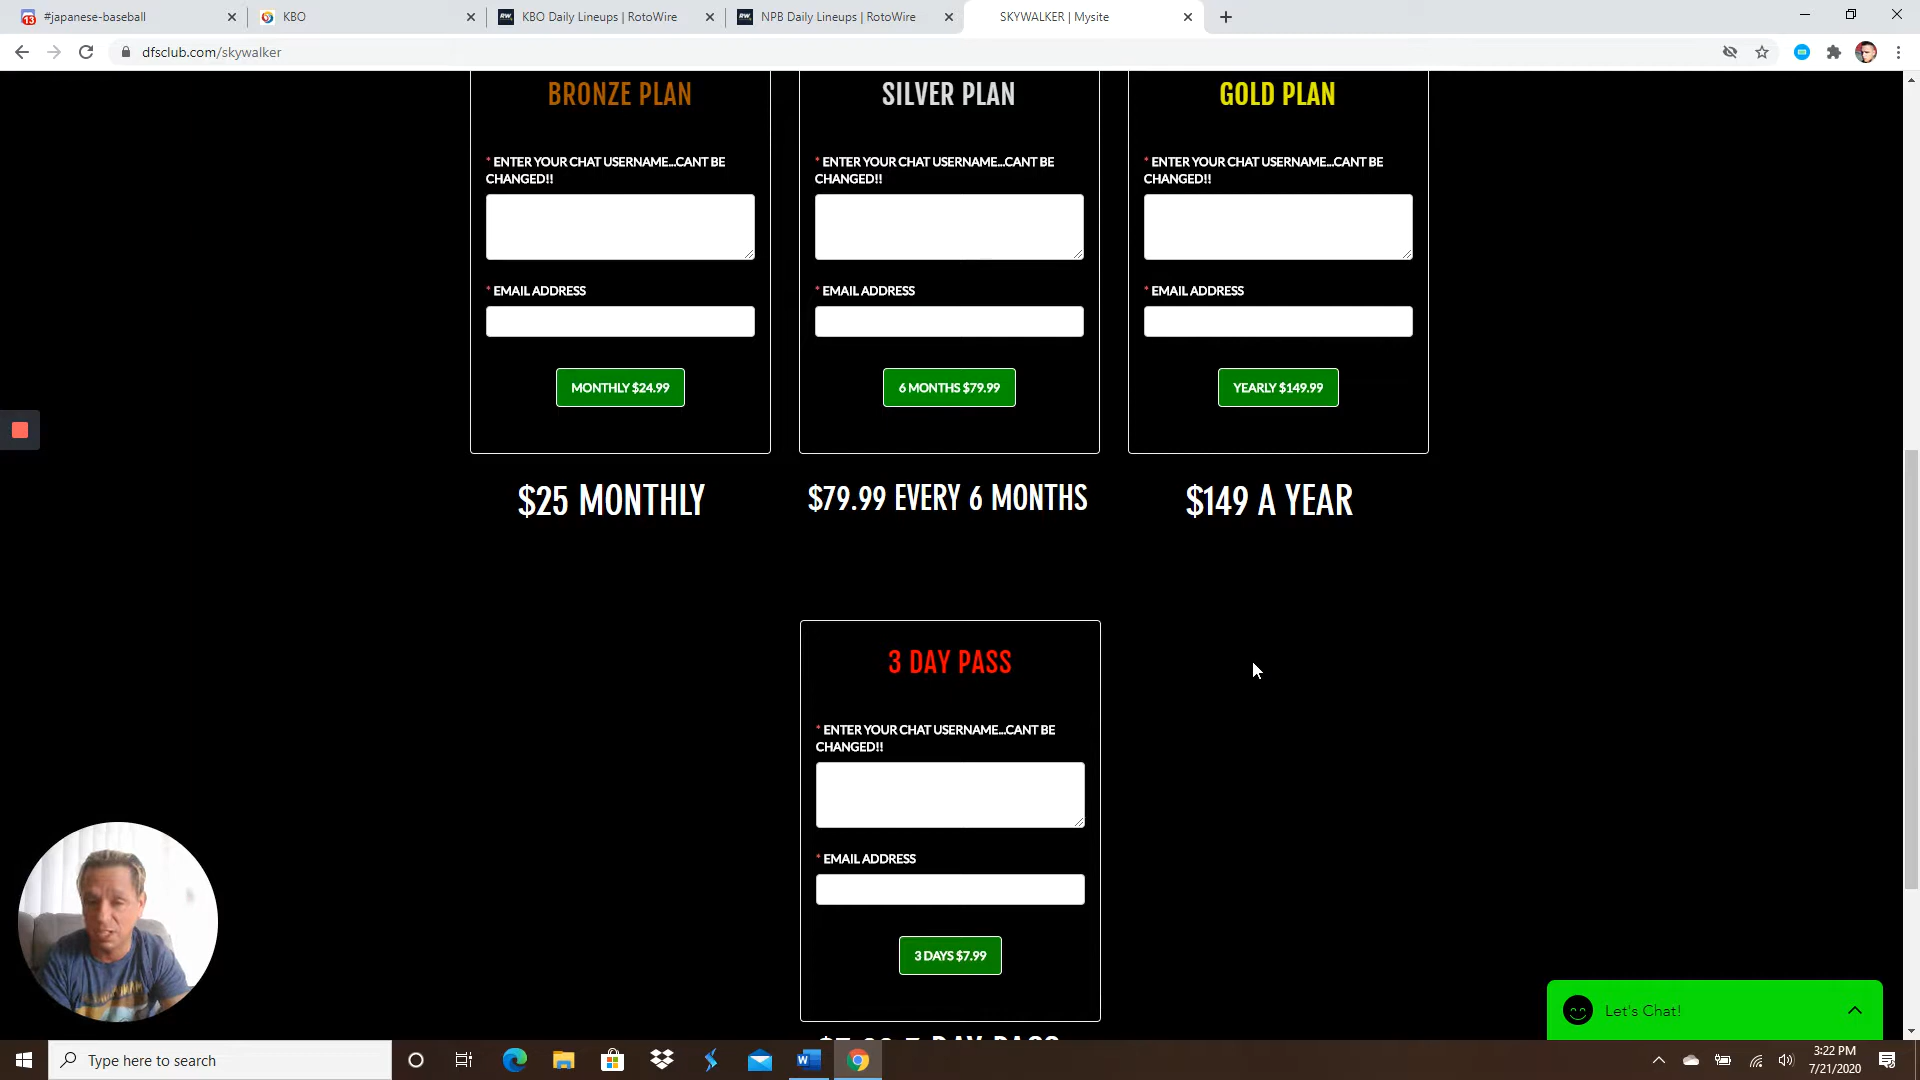 #japanese-baseball
KBO
KBO Daily Lineups | RotoWire
NPB Daily Lineups | RotoWire
SKYWALKER | Mysite
dfsclub.com/skywalker
BRONZE PLAN
* ENTER YOUR CHAT USERNAME...CANT BE
CHANGED!!
* EMAIL ADDRESS
MONTHLY $24.99
$25 MONTHLY
SILVER PLAN
* ENTER YOUR CHAT USERNAME...CANT BE
CHANGED!!
* EMAIL ADDRESS
6 MONTHS $79.99
$79.99 EVERY 6 MONTHS
GOLD PLAN
* ENTER YOUR CHAT USERNAME...CANT BE
CHANGED!!
* EMAIL ADDRESS
YEARLY $149.99
$149 A YEAR
3 DAY PASS
* ENTER YOUR CHAT USERNAME...CANT BE
CHANGED!!
* EMAIL ADDRESS
3 DAYS $7.99
DAY PASS
Let's Chat!
Type here to search
3:22 PM
7/21/2020